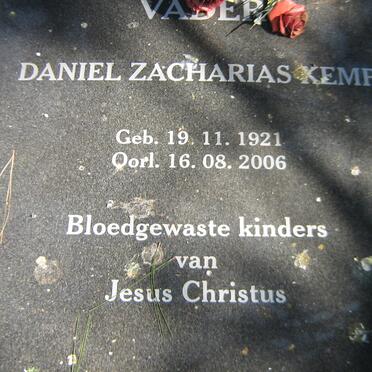 VADER
DANIEL ZACHARIAS KEMP
Geb. 19. 11. 1921
Oorl. 16. 08. 2006
Bloedgewaste kinders
van
Jesus Christus